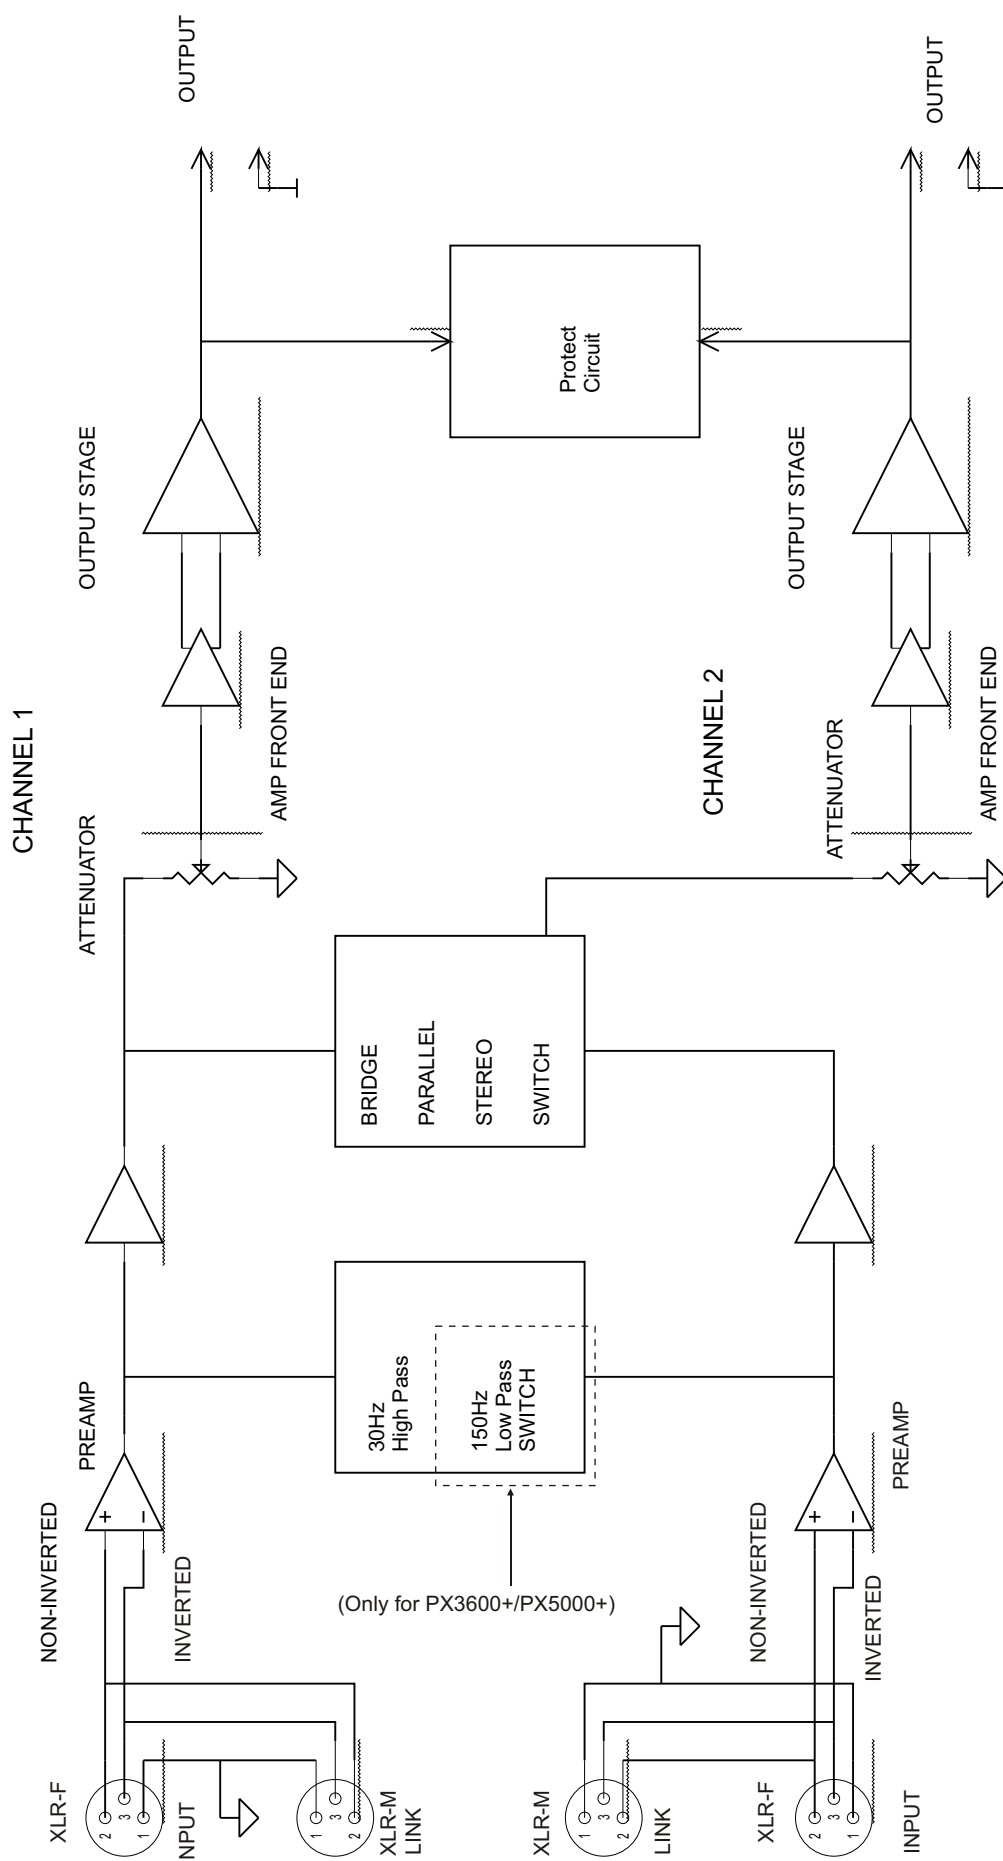 CHANNEL 1
XLR-F
2
3
1
NPUT
NON-INVERTED
INVERTED
+
−
PREAMP
ATTENUATOR
AMP FRONT END
OUTPUT STAGE
OUTPUT
1
3
2
XLR-M
LINK
30Hz
High Pass
150Hz
Low Pass
SWITCH
(Only for PX3600+/PX5000+)
BRIDGE
PARALLEL
STEREO
SWITCH
Protect
Circuit
CHANNEL 2
XLR-M
1
3
2
LINK
XLR-F
2
3
1
INPUT
NON-INVERTED
INVERTED
+
−
PREAMP
ATTENUATOR
AMP FRONT END
OUTPUT STAGE
OUTPUT